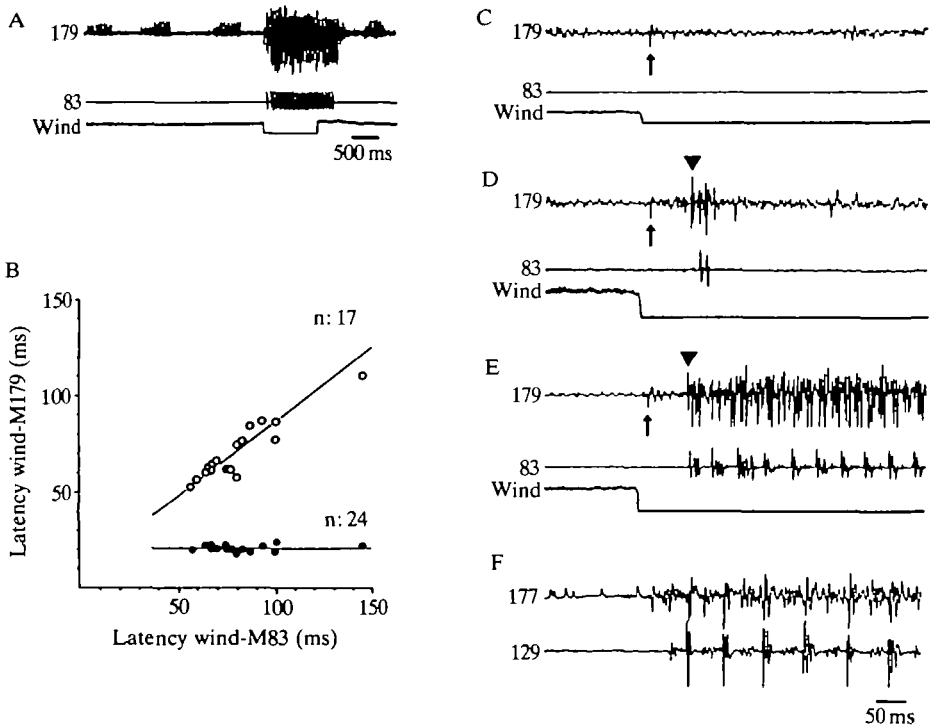 A
179
83
Wind
500 ms
B
150
100
50
Latency wind-M179 (ms)
n: 17
n: 24
50
100
150
Latency wind-M83 (ms)
C
179
83
Wind
D
179
83
Wind
E
179
83
Wind
F
177
129
50 ms